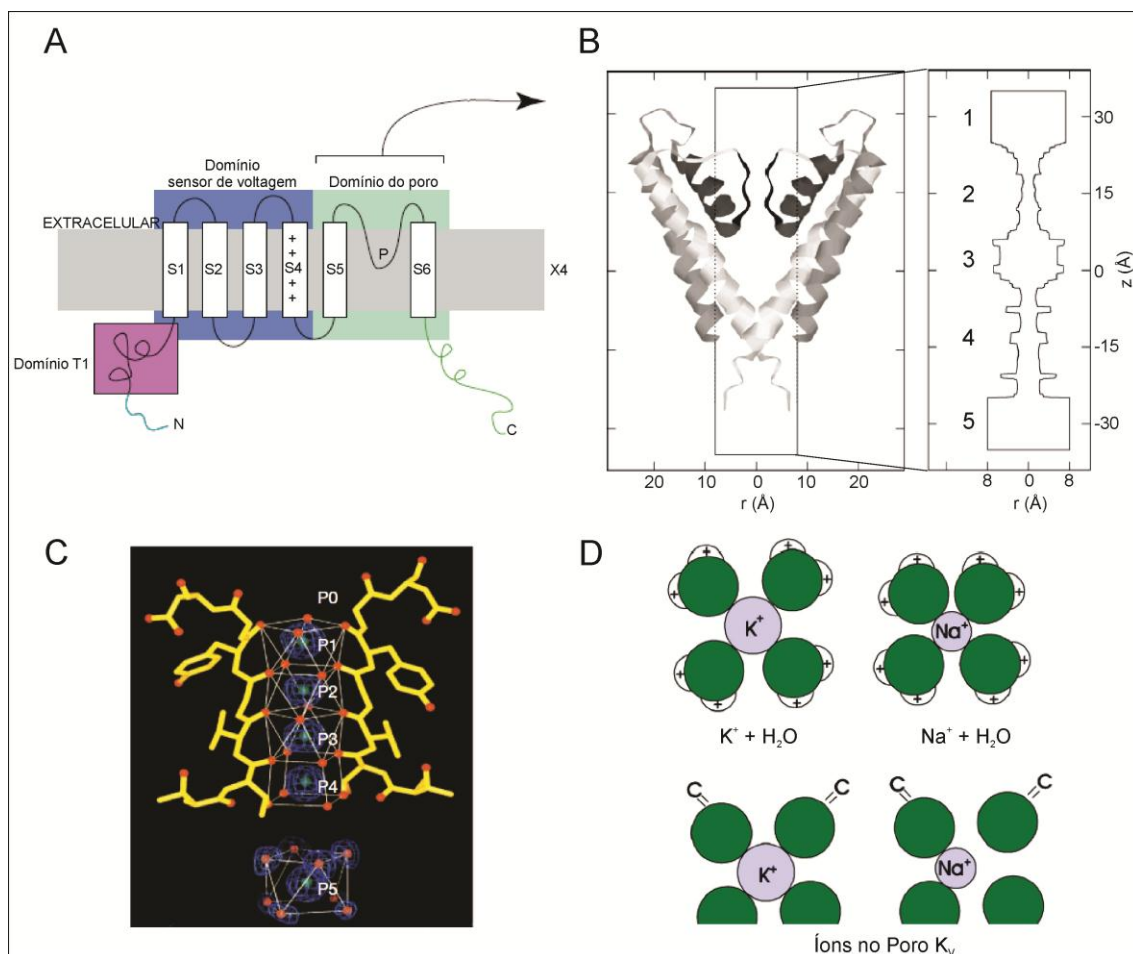 A
Domínio
sensor de voltagem
Domínio do poro
EXTRACELULAR
S1
S2
S3
+
+
S4
+
+
S5
P
S6
X4
Domínio T1
N
C
B
1
2
3
4
5
30
15
0
-15
-30
z (Å)
20 10 0 10 20
r (Å)
8 0 8
r (Å)
C
P0
P1
P2
P3
P4
P5
D
+ + + +
K⁺
+ + + +
+ + + +
Na⁺
+ + + +
K⁺ + H₂O
Na⁺ + H₂O
C C
K⁺
C C
Na⁺
Íons no Poro Kᵥ